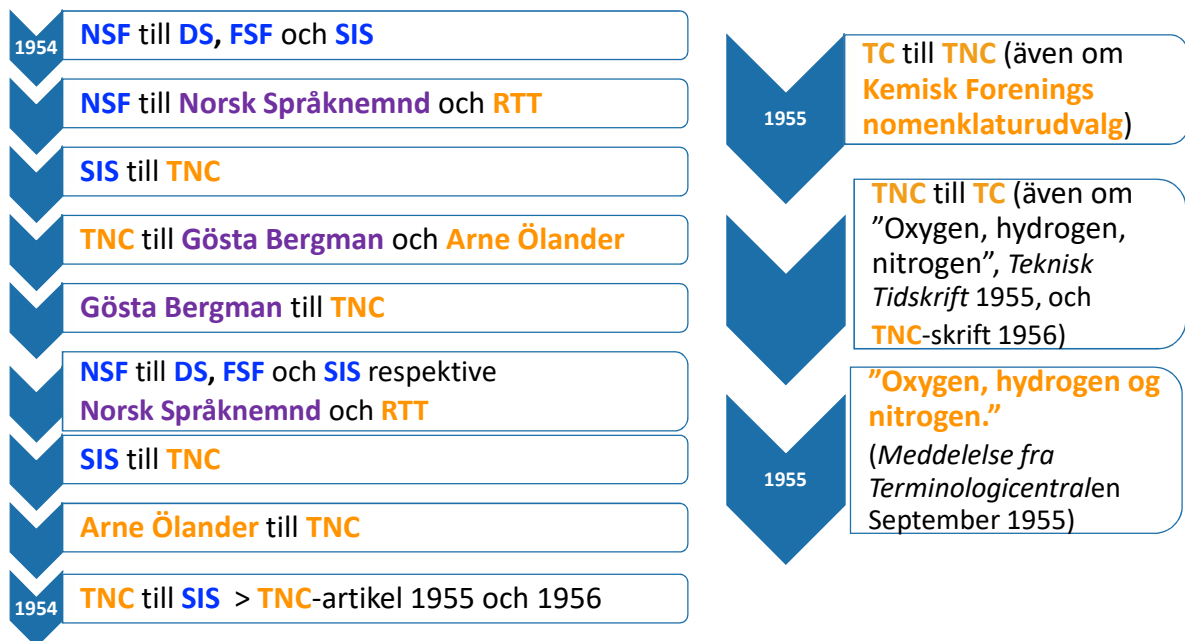 1954
NSF till DS, FSF och SIS
NSF till Norsk Språknemnd och RTT
SIS till TNC
TNC till Gösta Bergman och Arne Ölander
Gösta Bergman till TNC
NSF till DS, FSF och SIS respektive
Norsk Språknemnd och RTT
SIS till TNC
Arne Ölander till TNC
1954
TNC till SIS > TNC-artikel 1955 och 1956
1955
TC till TNC (även om
Kemisk Forenings
nomenklaturudvalg)
TNC till TC (även om
”Oxygen, hydrogen,
nitrogen”, Teknisk
Tidskrift 1955, och
TNC-skrift 1956)
1955
”Oxygen, hydrogen og
nitrogen.”
(Meddelelse fra
Terminologicentralen
September 1955)